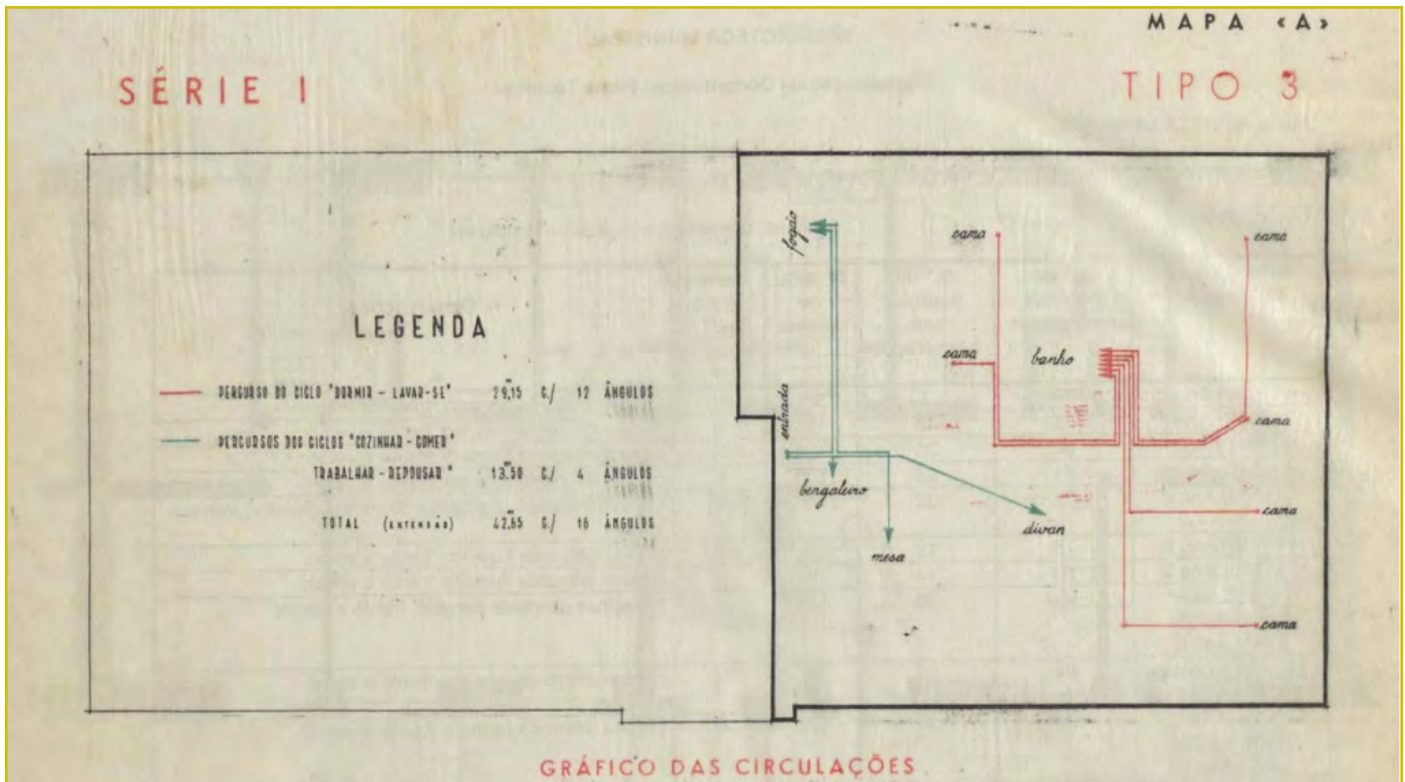 MAPA «A»
SÉRIE I
TIPO 3
LEGENDA
PERCURSO DO CICLO "DORMIR - LAVAR-SE" 29,15 m C./ 12 ÂNGULOS
PERCURSOS DOS CICLOS "COZINHAR - COMER"
TRABALHAR - REPOUSAR" 13,50 m C./ 4 ÂNGULOS
TOTAL (EXTENSÃO) 42,65 m C./ 16 ÂNGULOS
fogão
cama
cama
cama
banho
entrada
cama
bengaleiro
divan
cama
mesa
cama
GRÁFICO DAS CIRCULAÇÕES